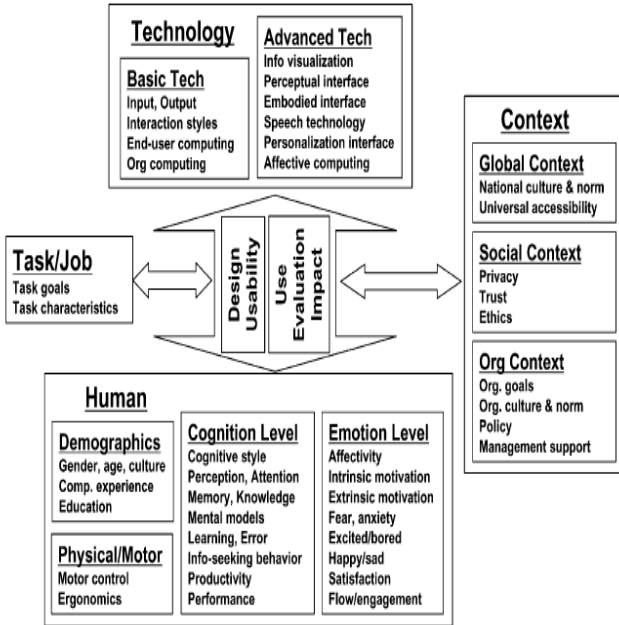 Technology
Basic Tech
Input, Output
Interaction styles
End-user computing
Org computing
Advanced Tech
Info visualization
Perceptual interface
Embodied interface
Speech technology
Personalization interface
Affective computing
Task/Job
Task goals
Task characteristics
Design
Usability
Use
Evaluation
Impact
Context
Global Context
National culture & norm
Universal accessibility
Social Context
Privacy
Trust
Ethics
Org Context
Org. goals
Org. culture & norm
Policy
Management support
Human
Demographics
Gender, age, culture
Comp. experience
Education
Physical/Motor
Motor control
Ergonomics
Cognition Level
Cognitive style
Perception, Attention
Memory, Knowledge
Mental models
Learning, Error
Info-seeking behavior
Productivity
Performance
Emotion Level
Affectivity
Intrinsic motivation
Extrinsic motivation
Fear, anxiety
Excited/bored
Happy/sad
Satisfaction
Flow/engagement